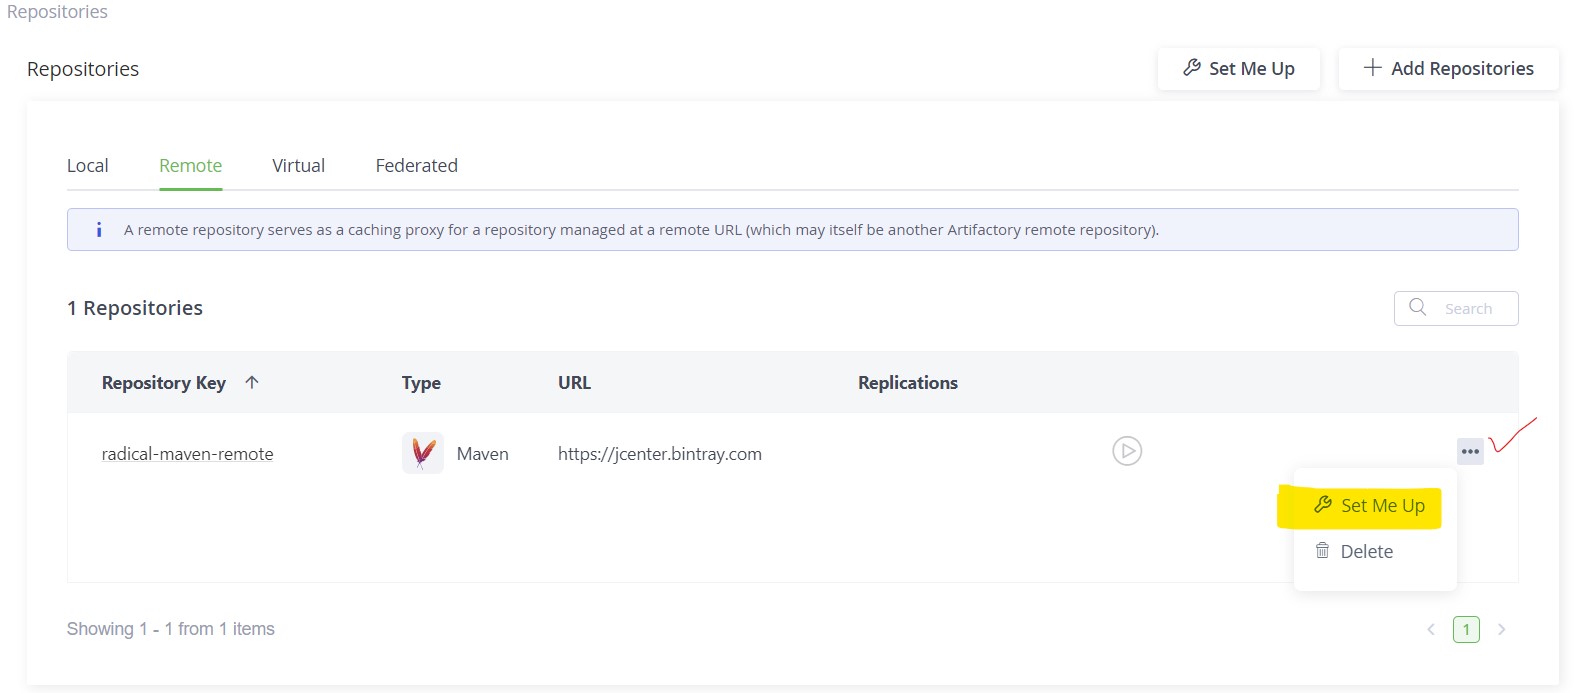 Repositories
Repositories
Set Me Up
Add Repositories
Local Remote Virtual Federated
A remote repository serves as a caching proxy for a repository managed at a remote URL (which may itself be another Artifactory remote repository).
1 Repositories
Search
Repository Key Type URL Replications
radical-maven-remote Maven https://jcenter.bintray.com
Set Me Up
Delete
Showing 1 - 1 from 1 items
1